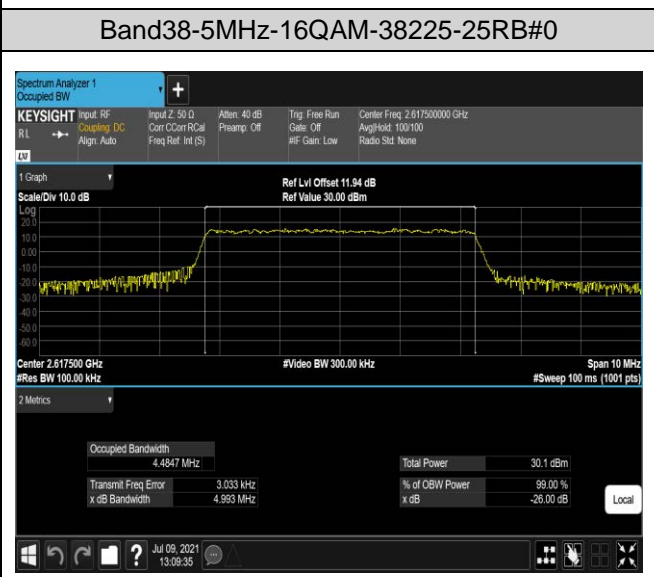 Band38-5MHz-16QAM-38225-25RB#0
Spectrum Analyzer 1
Occupied BW
+
KEYSIGHT Input: RF Input Z: 50 Ω Atten: 40 dB Trig: Free Run Center Freq: 2.617500000 GHz
RL Coupling: DC Corr CCorr RCal Preamp: Off Gate: Off Avg|Hold: 100/100
Align: Auto Freq Ref: Int (S) #IF Gain: Low Radio Std: None
LXI
1 Graph
Ref Lvl Offset 11.94 dB
Scale/Div 10.0 dB Ref Value 30.00 dBm
Log
20.0
10.0
0.00
-10.0
-20.0
-30.0
-40.0
-50.0
-60.0
Center 2.617500 GHz #Video BW 300.00 kHz Span 10 MHz
#Res BW 100.00 kHz #Sweep 100 ms (1001 pts)
2 Metrics
Occupied Bandwidth
4.4847 MHz Total Power 30.1 dBm
Transmit Freq Error 3.033 kHz % of OBW Power 99.00 %
x dB Bandwidth 4.993 MHz x dB -26.00 dB
Local
? Jul 09, 2021
13:09:35